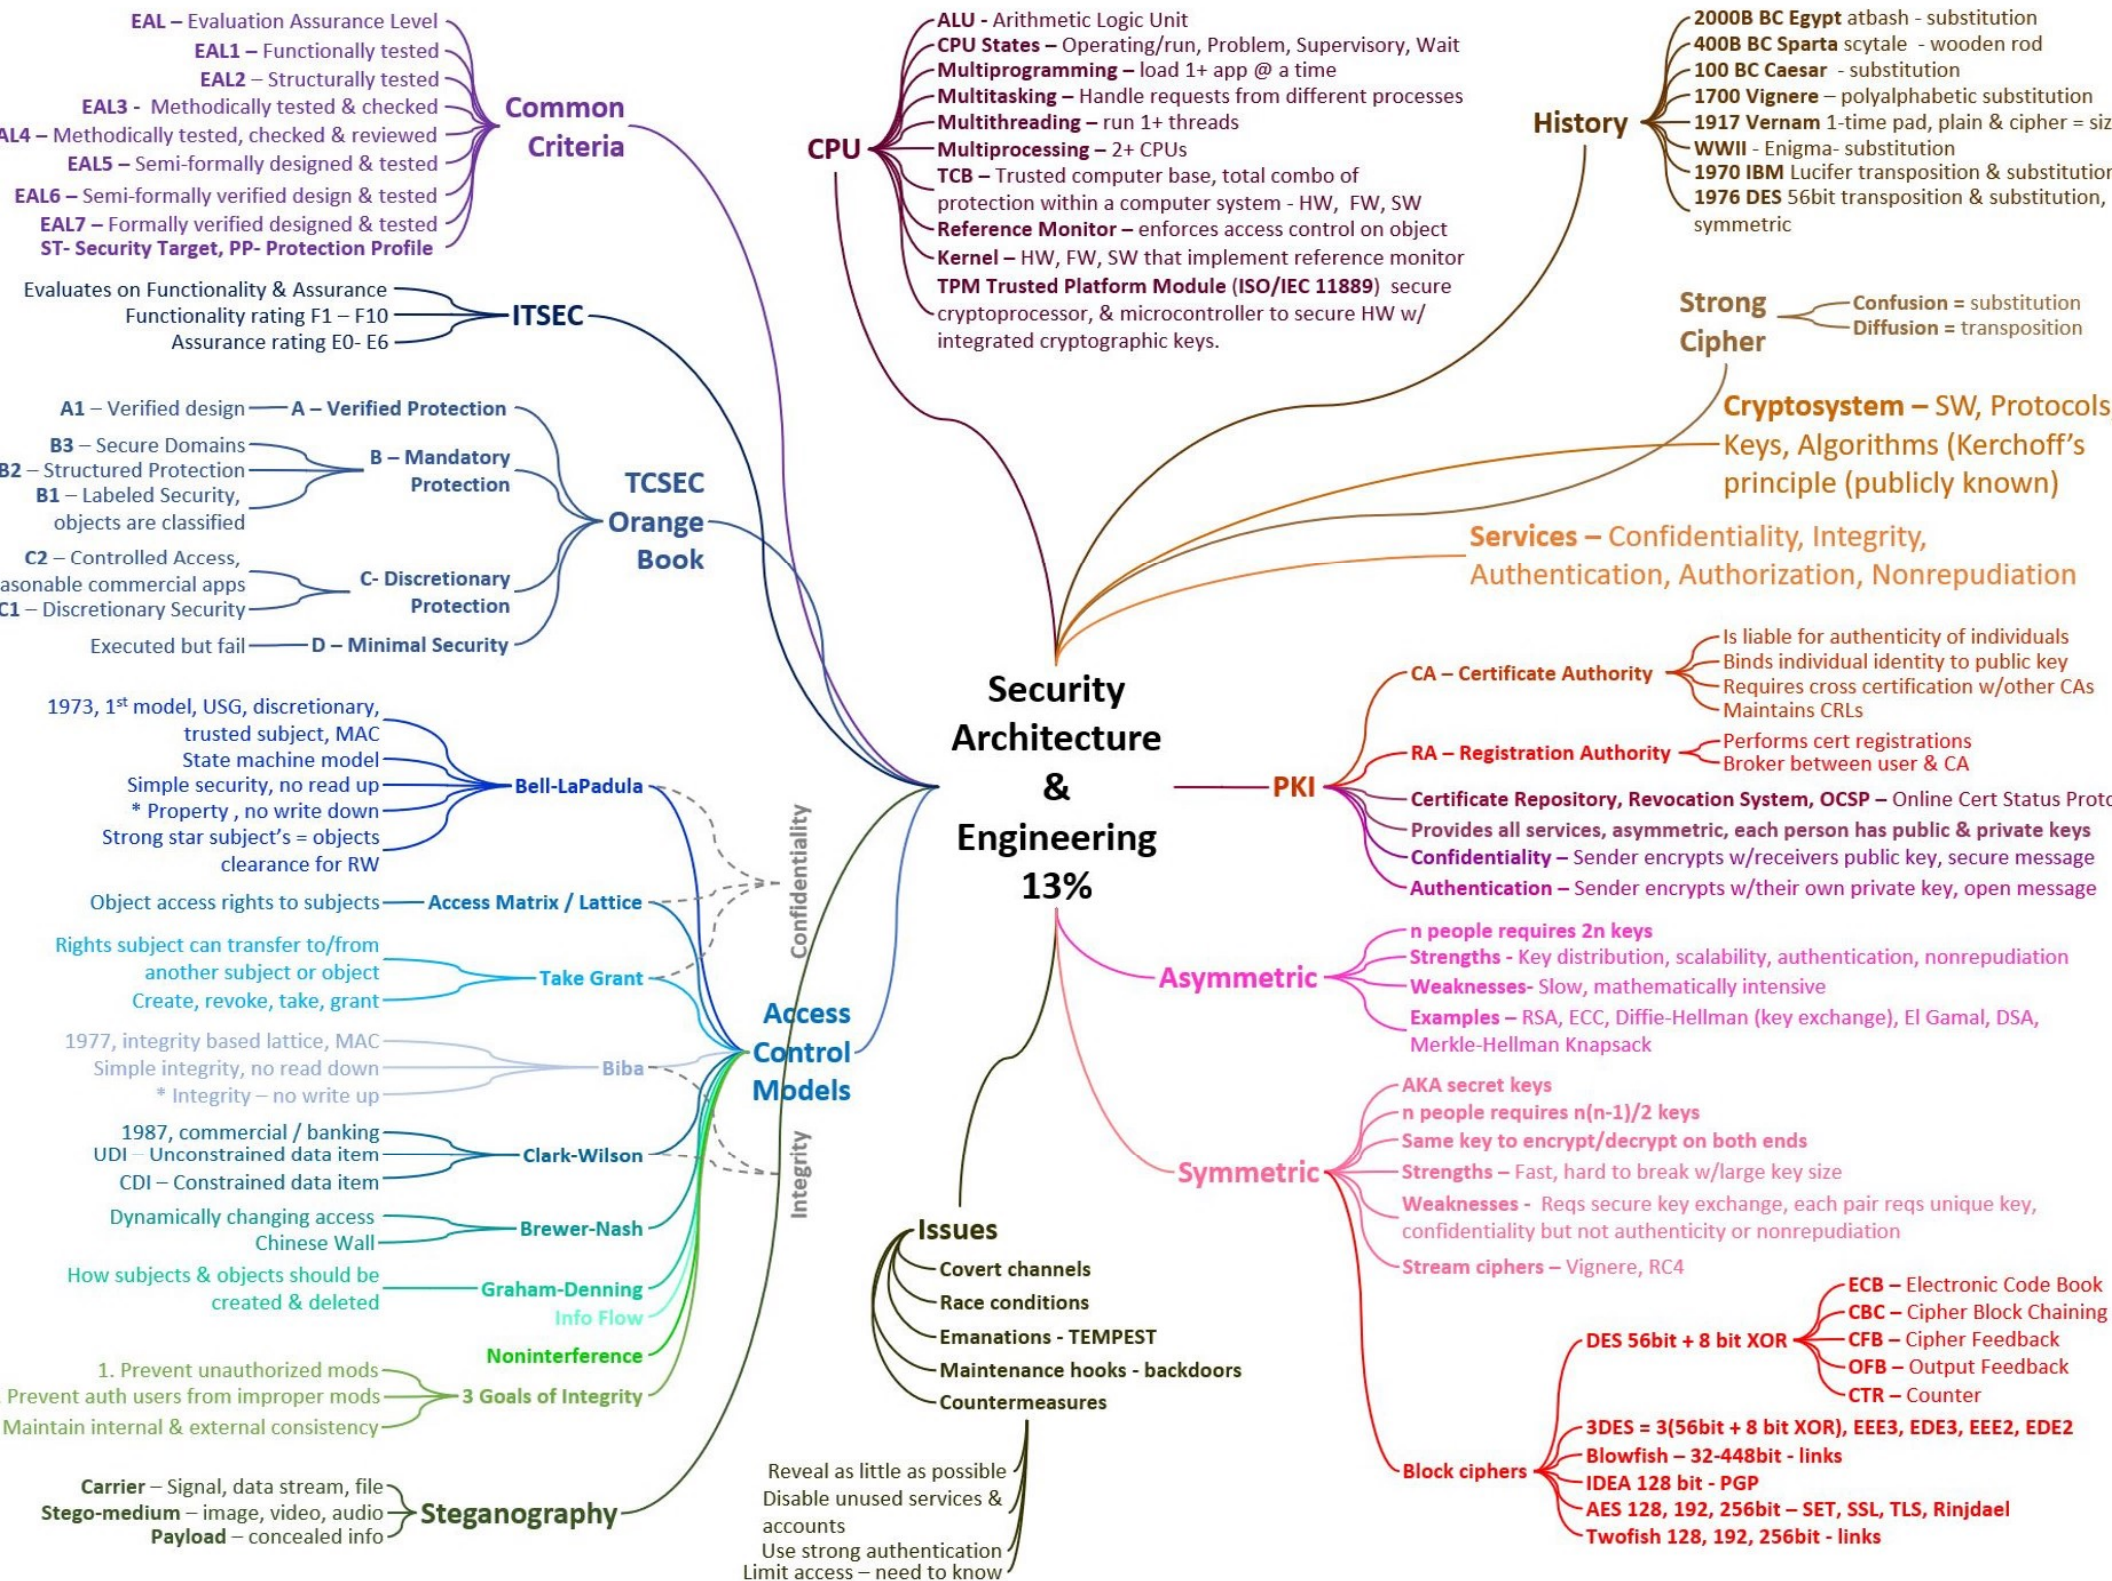 EAL – Evaluation Assurance Level
EAL1 – Functionally tested
EAL2 – Structurally tested
EAL3 - Methodically tested & checked
AL4 – Methodically tested, checked & reviewed
EAL5 – Semi-formally designed & tested
EAL6 – Semi-formally verified design & tested
EAL7 – Formally verified designed & tested
ST- Security Target, PP- Protection Profile
Common
Criteria
Evaluates on Functionality & Assurance
Functionality rating F1 – F10
Assurance rating E0- E6
ITSEC
A1 – Verified design
A – Verified Protection
B3 – Secure Domains
B2 – Structured Protection
B1 – Labeled Security,
objects are classified
B – Mandatory
Protection
C2 – Controlled Access,
asonable commercial apps
C1 – Discretionary Security
C- Discretionary
Protection
Executed but fail
D – Minimal Security
TCSEC
Orange
Book
1973, 1st model, USG, discretionary,
trusted subject, MAC
State machine model
Simple security, no read up
* Property , no write down
Strong star subject's = objects
clearance for RW
Bell-LaPadula
Object access rights to subjects
Access Matrix / Lattice
Rights subject can transfer to/from
another subject or object
Create, revoke, take, grant
Take Grant
Confidentiality
1977, integrity based lattice, MAC
Simple integrity, no read down
* Integrity – no write up
Biba
1987, commercial / banking
UDI – Unconstrained data item
CDI – Constrained data item
Clark-Wilson
Integrity
Dynamically changing access
Chinese Wall
Brewer-Nash
How subjects & objects should be
created & deleted
Graham-Denning
Info Flow
Noninterference
1. Prevent unauthorized mods
Prevent auth users from improper mods
Maintain internal & external consistency
3 Goals of Integrity
Access
Control
Models
Carrier – Signal, data stream, file
Stego-medium – image, video, audio
Payload – concealed info
Steganography
CPU
ALU - Arithmetic Logic Unit
CPU States – Operating/run, Problem, Supervisory, Wait
Multiprogramming – load 1+ app @ a time
Multitasking – Handle requests from different processes
Multithreading – run 1+ threads
Multiprocessing – 2+ CPUs
TCB – Trusted computer base, total combo of
protection within a computer system - HW, FW, SW
Reference Monitor – enforces access control on object
Kernel – HW, FW, SW that implement reference monitor
TPM Trusted Platform Module (ISO/IEC 11889) secure
cryptoprocessor, & microcontroller to secure HW w/
integrated cryptographic keys.
Security
Architecture
&
Engineering
13%
Issues
Covert channels
Race conditions
Emanations - TEMPEST
Maintenance hooks - backdoors
Countermeasures
Reveal as little as possible
Disable unused services &
accounts
Use strong authentication
Limit access – need to know
History
2000B BC Egypt atbash - substitution
400B BC Sparta scytale - wooden rod
100 BC Caesar - substitution
1700 Vignere – polyalphabetic substitution
1917 Vernam 1-time pad, plain & cipher = siz
WWII - Enigma- substitution
1970 IBM Lucifer transposition & substitution
1976 DES 56bit transposition & substitution,
symmetric
Strong
Cipher
Confusion = substitution
Diffusion = transposition
Cryptosystem – SW, Protocols,
Keys, Algorithms (Kerchoff's
principle (publicly known)
Services – Confidentiality, Integrity,
Authentication, Authorization, Nonrepudiation
PKI
CA – Certificate Authority
Is liable for authenticity of individuals
Binds individual identity to public key
Requires cross certification w/other CAs
Maintains CRLs
RA – Registration Authority
Performs cert registrations
Broker between user & CA
Certificate Repository, Revocation System, OCSP – Online Cert Status Proto
Provides all services, asymmetric, each person has public & private keys
Confidentiality – Sender encrypts w/receivers public key, secure message
Authentication – Sender encrypts w/their own private key, open message
Asymmetric
n people requires 2n keys
Strengths - Key distribution, scalability, authentication, nonrepudiation
Weaknesses- Slow, mathematically intensive
Examples – RSA, ECC, Diffie-Hellman (key exchange), El Gamal, DSA,
Merkle-Hellman Knapsack
Symmetric
AKA secret keys
n people requires n(n-1)/2 keys
Same key to encrypt/decrypt on both ends
Strengths – Fast, hard to break w/large key size
Weaknesses - Reqs secure key exchange, each pair reqs unique key,
confidentiality but not authenticity or nonrepudiation
Stream ciphers – Vignere, RC4
Block ciphers
DES 56bit + 8 bit XOR
ECB – Electronic Code Book
CBC – Cipher Block Chaining
CFB – Cipher Feedback
OFB – Output Feedback
CTR – Counter
3DES = 3(56bit + 8 bit XOR), EEE3, EDE3, EEE2, EDE2
Blowfish – 32-448bit - links
IDEA 128 bit - PGP
AES 128, 192, 256bit – SET, SSL, TLS, Rinjdael
Twofish 128, 192, 256bit - links